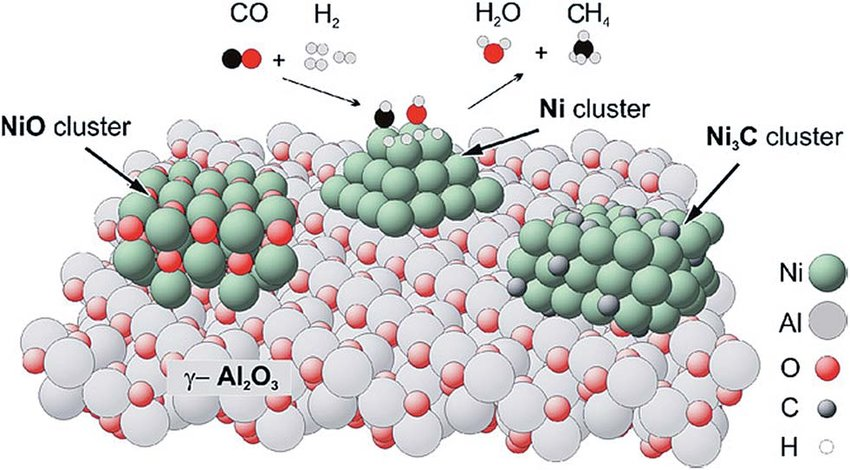 CO H₂ H₂O CH₄
+ +
NiO cluster
Ni cluster
Ni₃C cluster
γ– Al₂O₃
Ni
Al
O
C
H